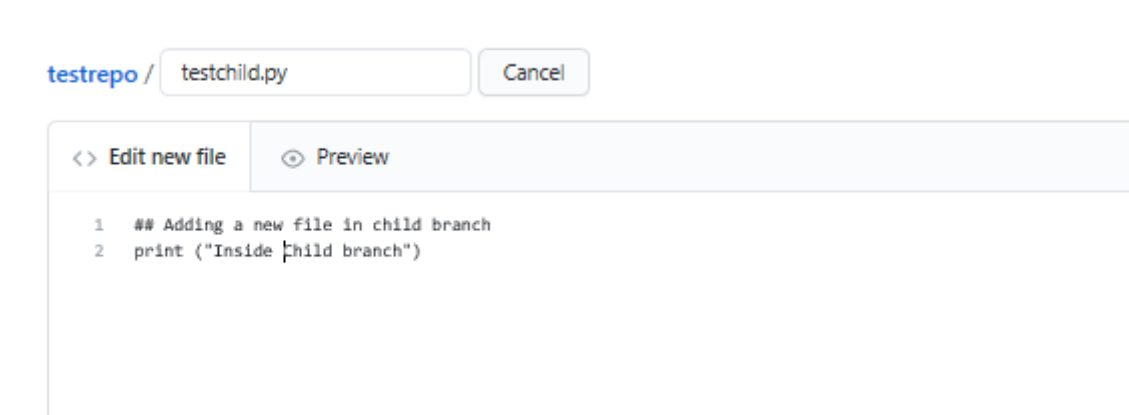 testrepo / testchild.py Cancel
<> Edit new file Preview
1 ## Adding a new file in child branch
2 print ("Inside Child branch")